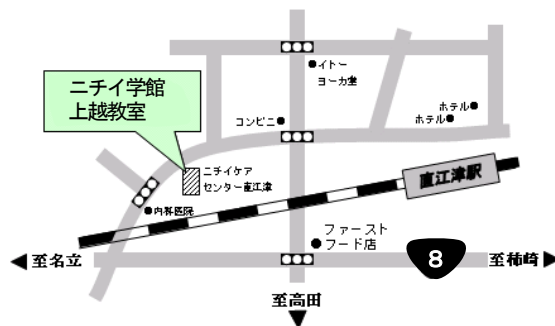 イトー
ヨーカ堂
ニチイ学館
上越教室
コンビニ
ホテル
ホテル
ニチイケア
センター直江津
直江津駅
内科医院
ファースト
フード店
8
至名立
至柿崎
至高田